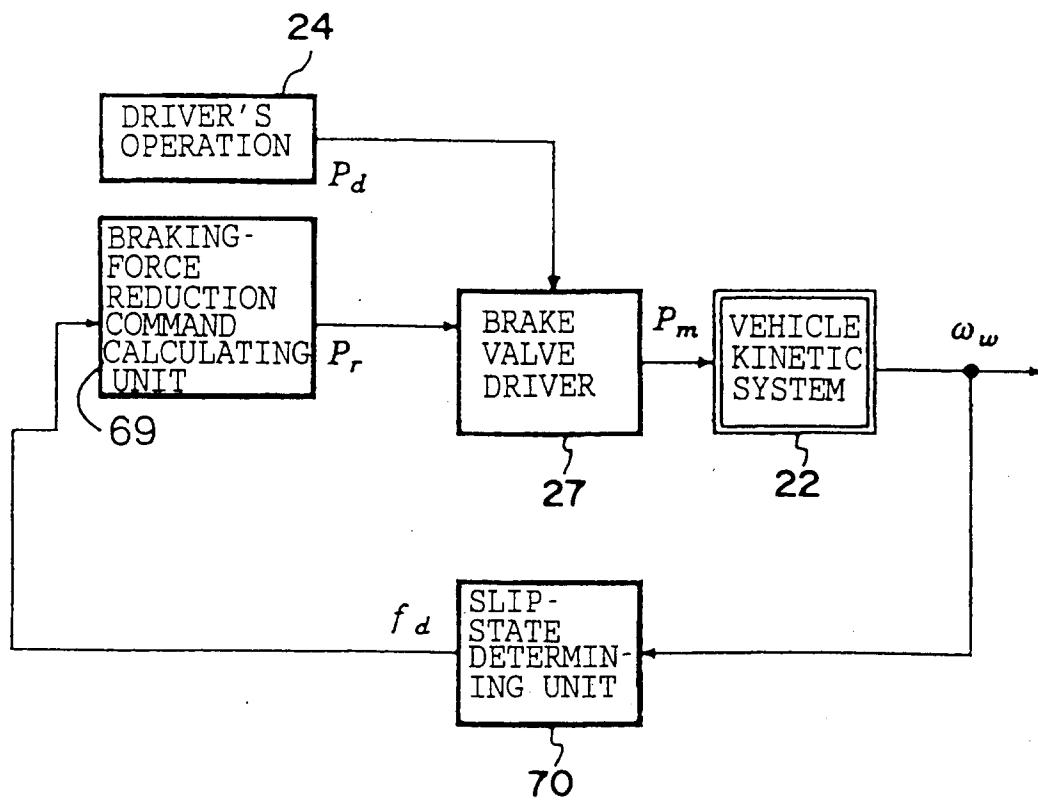 24
DRIVER'S
OPERATION
P_d
BRAKING-
FORCE
REDUCTION
COMMAND
CALCULATING
UNIT
P_r
69
BRAKE
VALVE
DRIVER
27
P_m
VEHICLE
KINETIC
SYSTEM
22
ω_w
f_d
SLIP-
STATE
DETERMIN-
ING UNIT
70